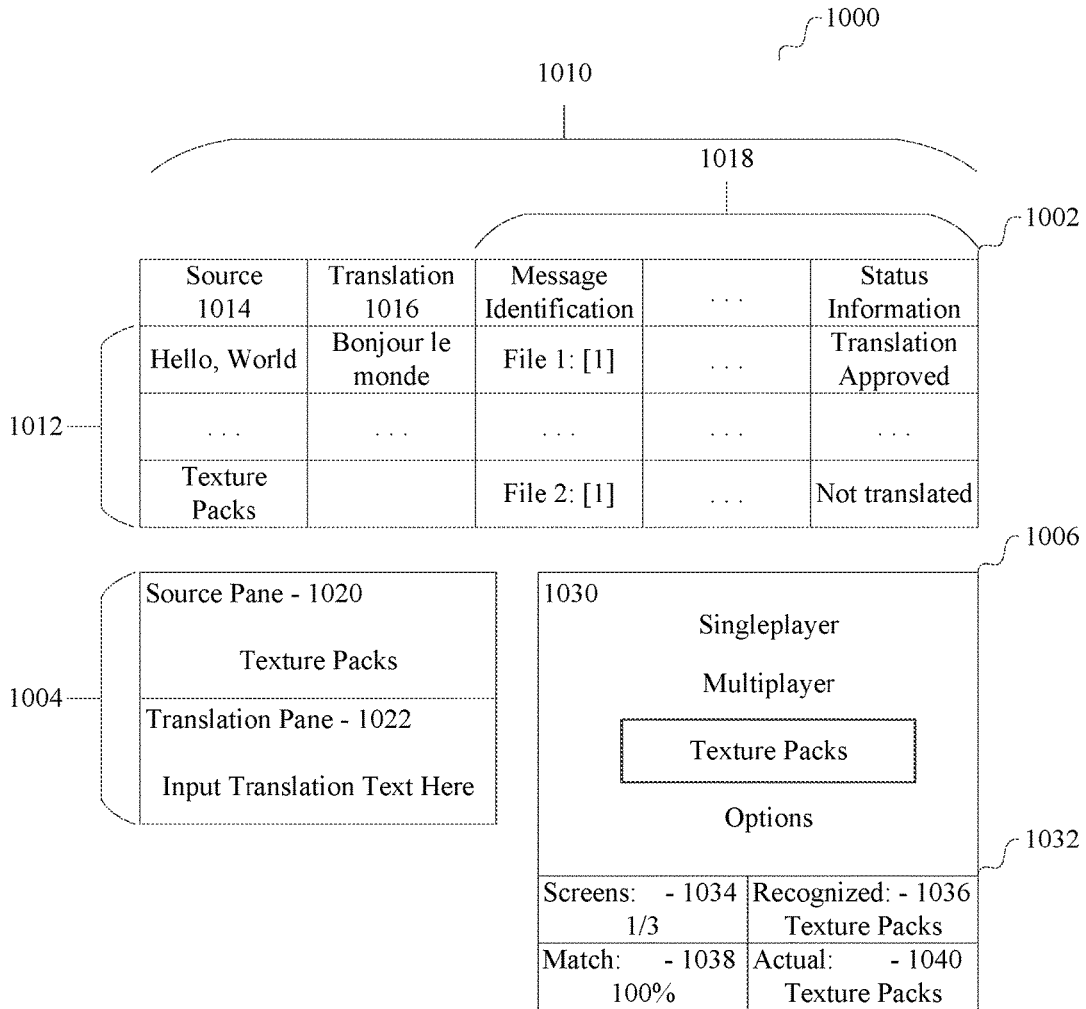 1000
1010
1018
1002
Source
1014
Translation
1016
Message
Identification
. . .
Status
Information
Hello, World
Bonjour le
monde
File 1: [1]
. . .
Translation
Approved
1012
. . .
. . .
. . .
. . .
. . .
Texture
Packs
File 2: [1]
. . .
Not translated
1006
1004
Source Pane - 1020
Texture Packs
Translation Pane - 1022
Input Translation Text Here
1030
Singleplayer
Multiplayer
Texture Packs
Options
1032
Screens: - 1034
1/3
Recognized: - 1036
Texture Packs
Match: - 1038
100%
Actual: - 1040
Texture Packs